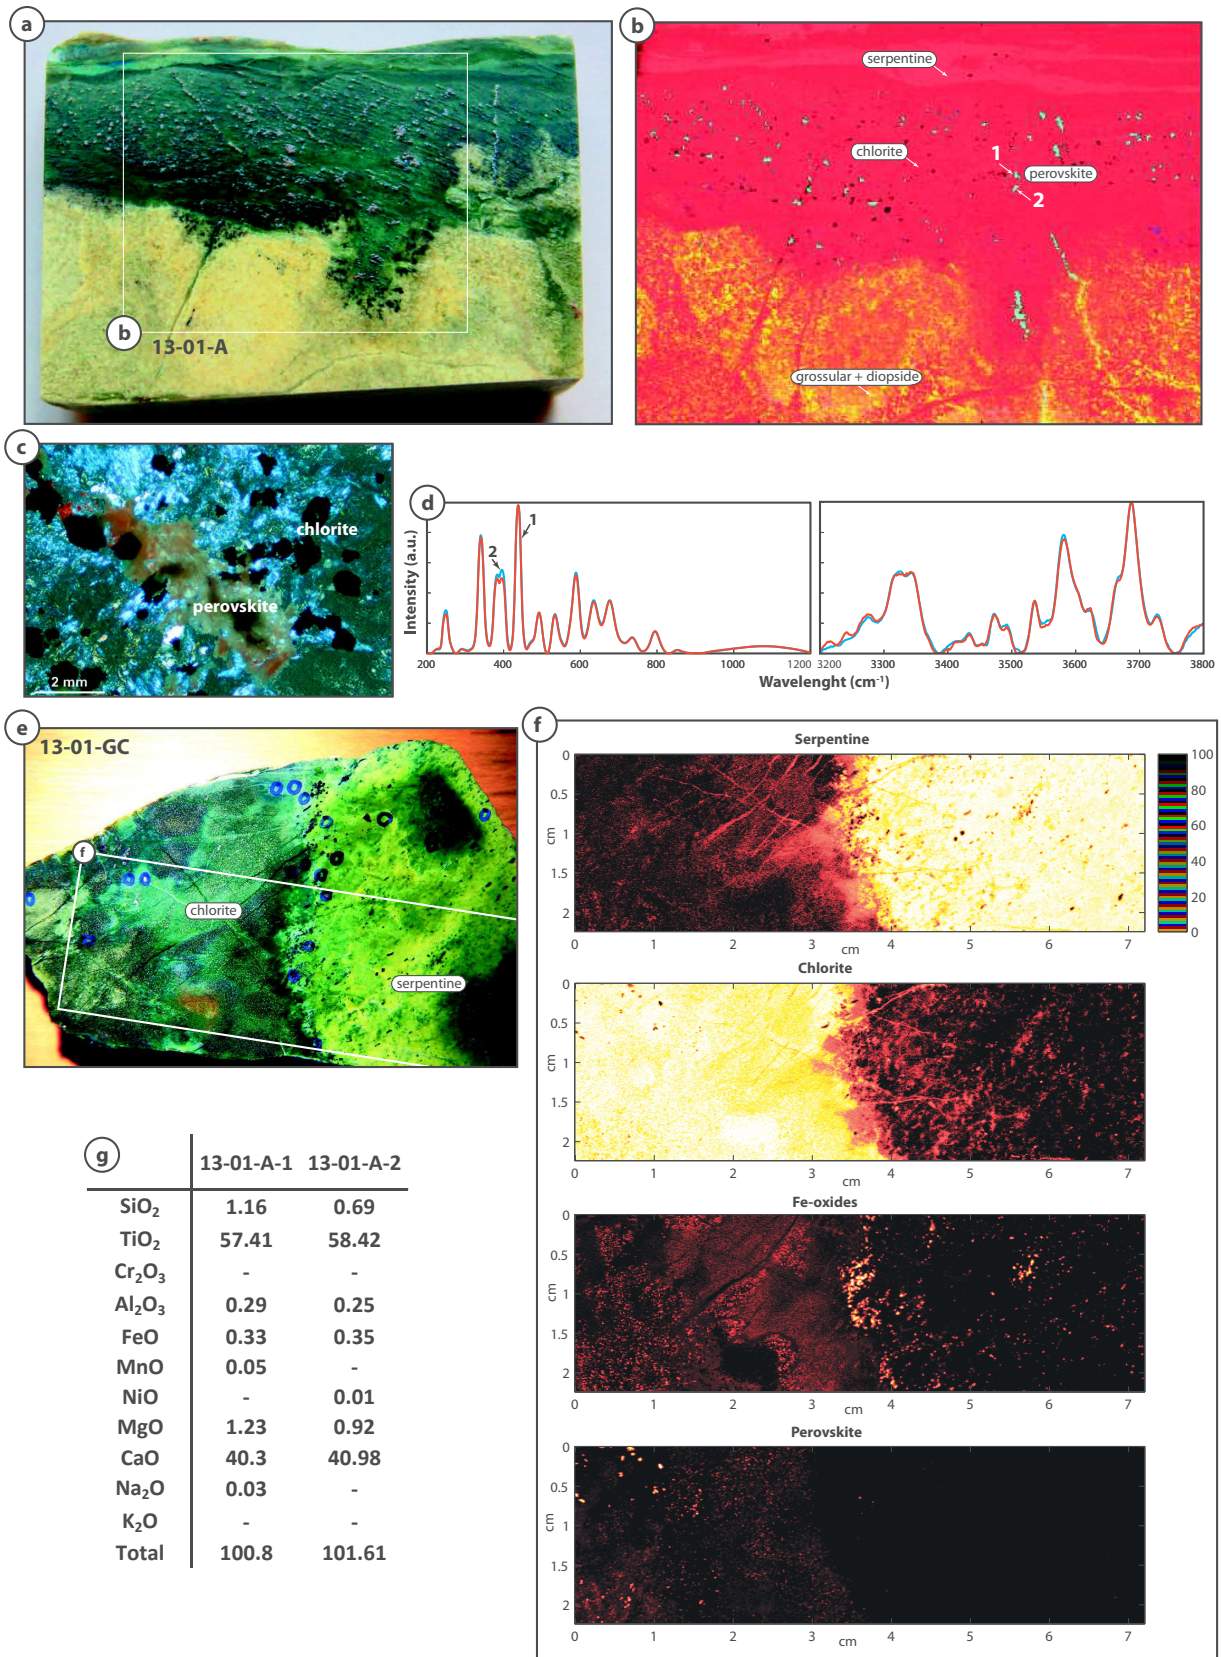 a
b
13-01-A
b
serpentine
chlorite
1
perovskite
2
grossular + diopside
c
chlorite
perovskite
2 mm
d
Intensity (a.u.)
1
2
200 400 600 800 1000 1200
3200 3300 3400 3500 3600 3700 3800
Wavelenght (cm⁻¹)
e
13-01-GC
f
chlorite
serpentine
f
Serpentine
0
0.5
1
1.5
2
cm
0 1 2 3 4 5 6 7
cm
100
80
60
40
20
0
Chlorite
0
0.5
1
1.5
2
cm
0 1 2 3 4 5 6 7
cm
Fe-oxides
0
0.5
1
1.5
2
cm
0 1 2 3 4 5 6 7
cm
Perovskite
0
0.5
1
1.5
2
cm
0 1 2 3 4 5 6 7
cm
g
13-01-A-1 13-01-A-2
SiO₂ 1.16 0.69
TiO₂ 57.41 58.42
Cr₂O₃ - -
Al₂O₃ 0.29 0.25
FeO 0.33 0.35
MnO 0.05 -
NiO - 0.01
MgO 1.23 0.92
CaO 40.3 40.98
Na₂O 0.03 -
K₂O - -
Total 100.8 101.61